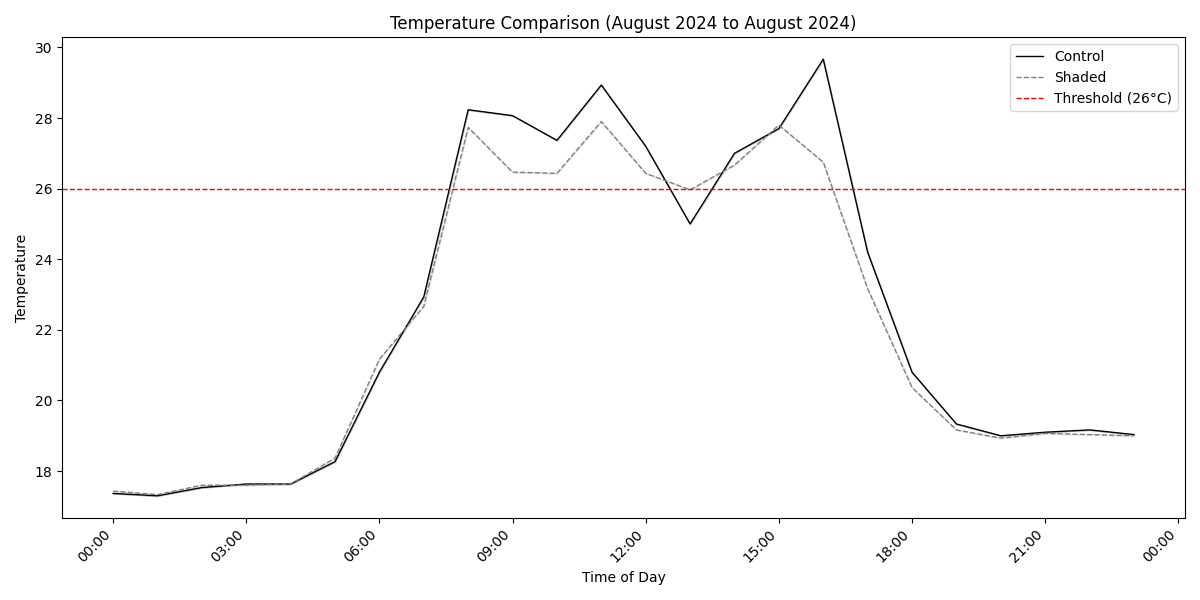 Temperature Comparison (August 2024 to August 2024)
Control
Shaded
Threshold (26°C)
Temperature
30
28
26
24
22
20
18
00:00
03:00
06:00
09:00
12:00
15:00
18:00
21:00
00:00
Time of Day